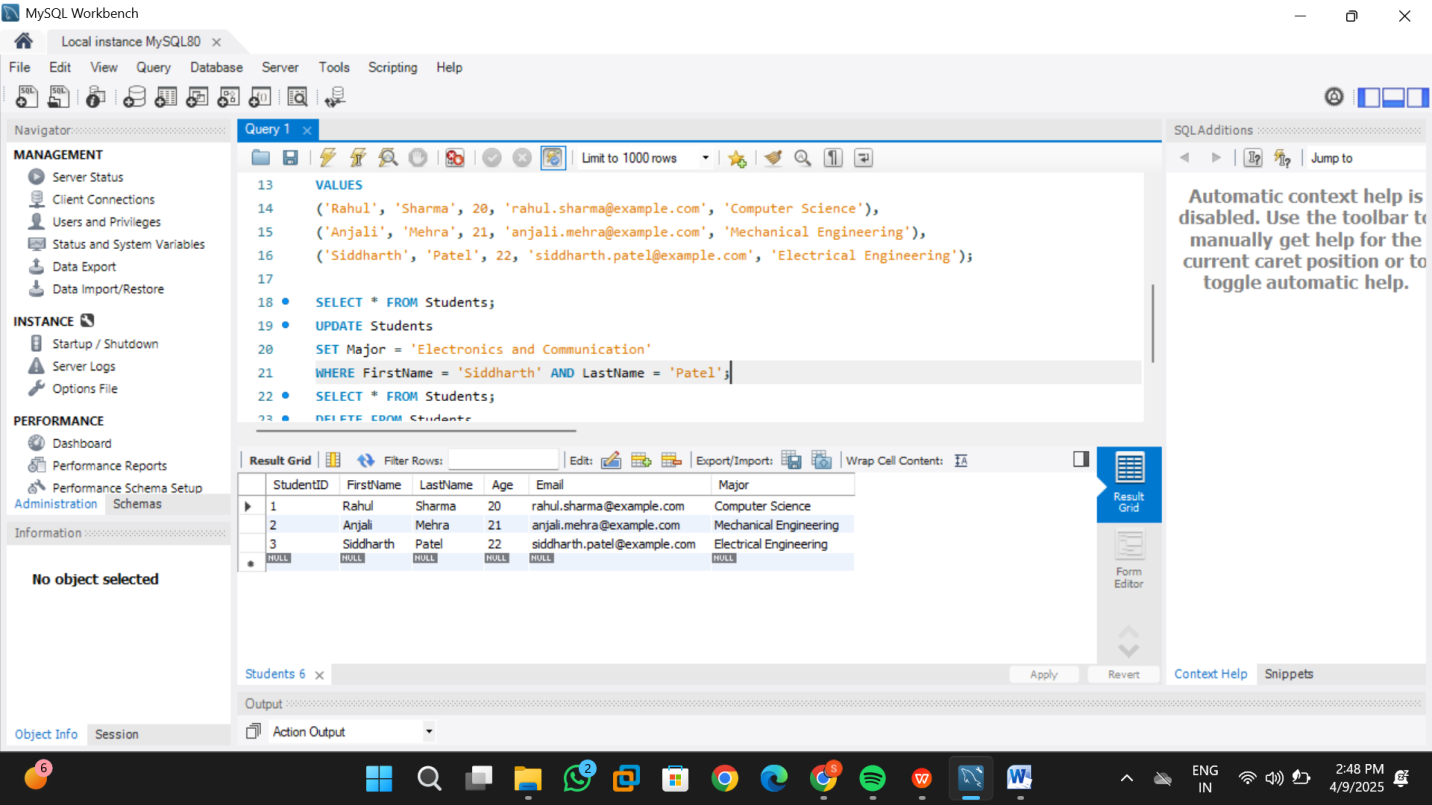 MySQL Workbench
Local instance MySQL80
File Edit View Query Database Server Tools Scripting Help
Navigator
MANAGEMENT
Server Status
Client Connections
Users and Privileges
Status and System Variables
Data Export
Data Import/Restore
INSTANCE
Startup / Shutdown
Server Logs
Options File
PERFORMANCE
Dashboard
Performance Reports
Performance Schema Setup
Administration Schemas
Information
No object selected
Object Info Session
Query 1
Limit to 1000 rows
13 VALUES
14 ('Rahul', 'Sharma', 20, 'rahul.sharma@example.com', 'Computer Science'),
15 ('Anjali', 'Mehra', 21, 'anjali.mehra@example.com', 'Mechanical Engineering'),
16 ('Siddharth', 'Patel', 22, 'siddharth.patel@example.com', 'Electrical Engineering');
17
18 SELECT * FROM Students;
19 UPDATE Students
20 SET Major = 'Electronics and Communication'
21 WHERE FirstName = 'Siddharth' AND LastName = 'Patel';
22 SELECT * FROM Students;
23 DELETE FROM Students
Result Grid Filter Rows: Edit: Export/Import: Wrap Cell Content:
StudentID FirstName LastName Age Email Major
1 Rahul Sharma 20 rahul.sharma@example.com Computer Science
2 Anjali Mehra 21 anjali.mehra@example.com Mechanical Engineering
3 Siddharth Patel 22 siddharth.patel@example.com Electrical Engineering
NULL NULL NULL NULL NULL NULL
Result
Grid
Form
Editor
Students 6 Apply Revert
Output
Action Output
SQLAdditions
Jump to
Automatic context help is
disabled. Use the toolbar to
manually get help for the
current caret position or to
toggle automatic help.
Context Help Snippets
6
2
S
ENG
IN
2:48 PM
4/9/2025